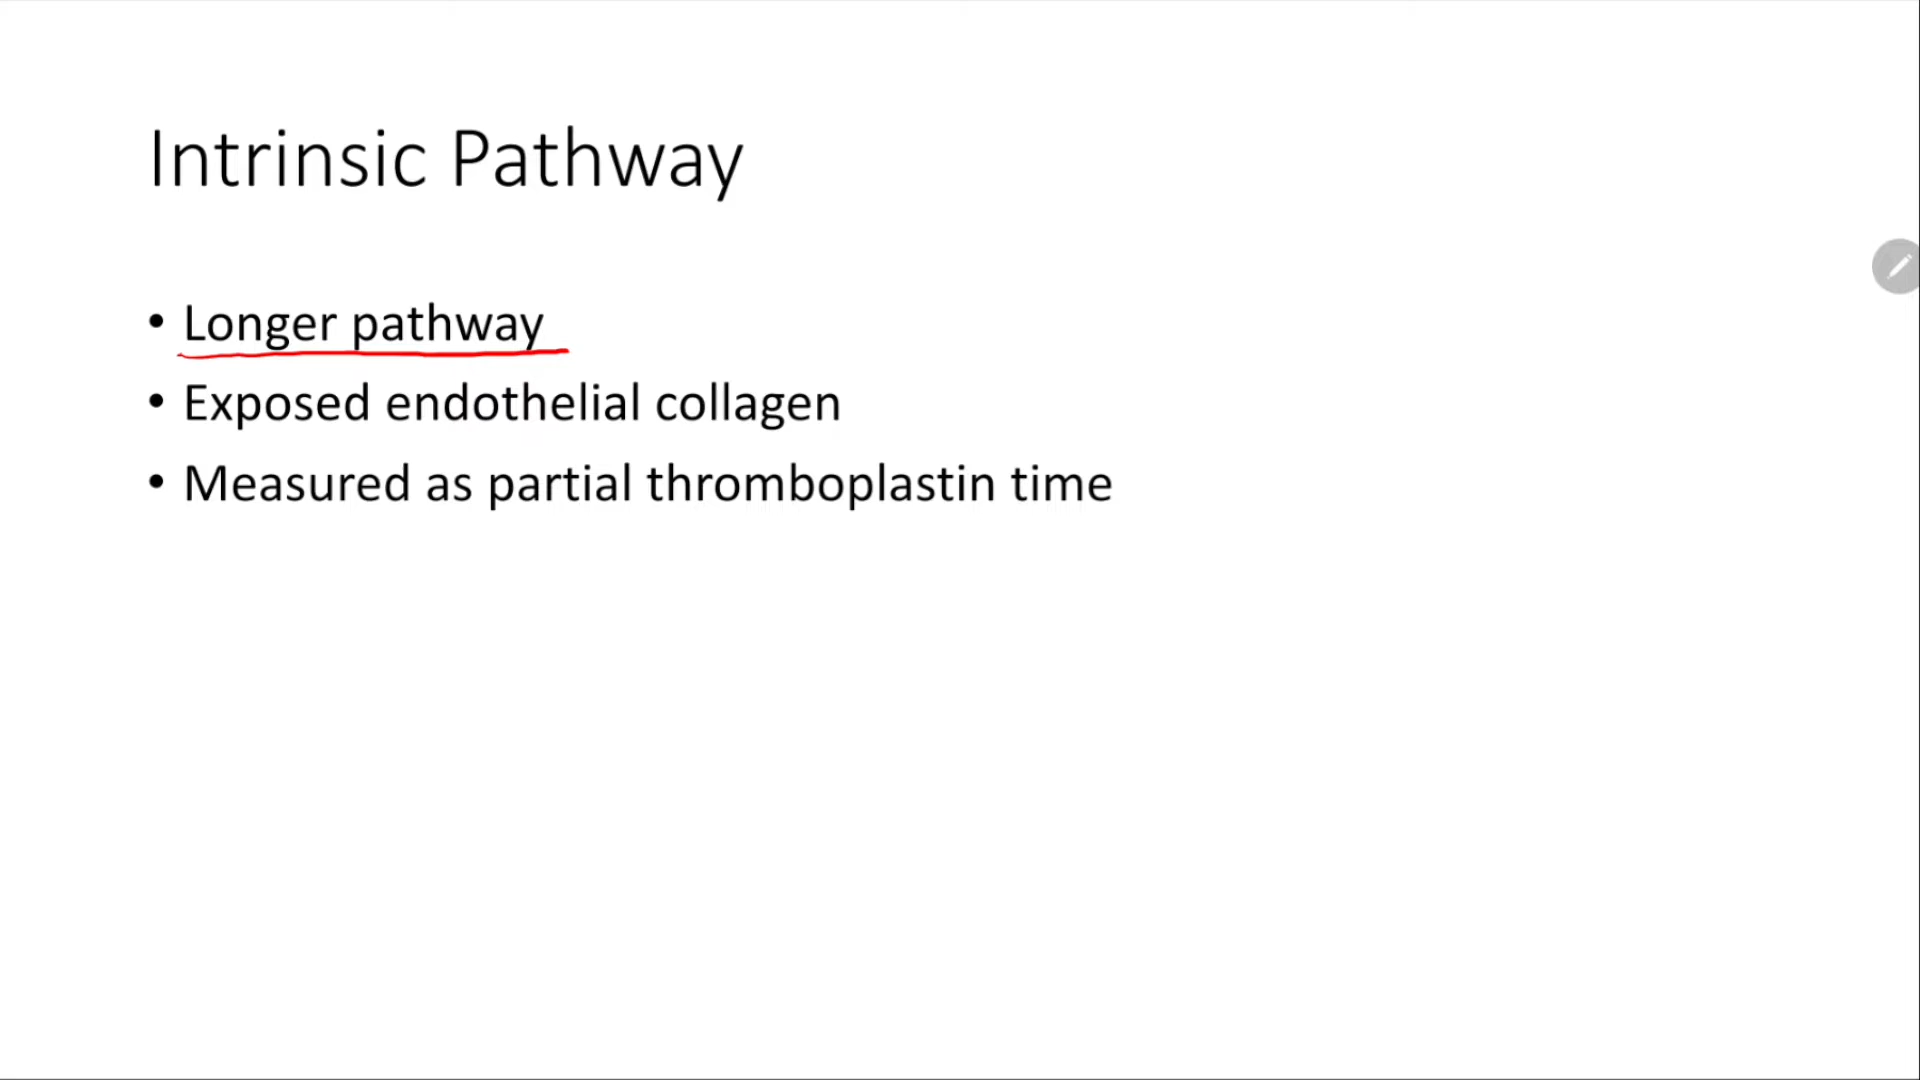 Intrinsic Pathway
• Longer pathway
• Exposed endothelial collagen
• Measured as partial thromboplastin time